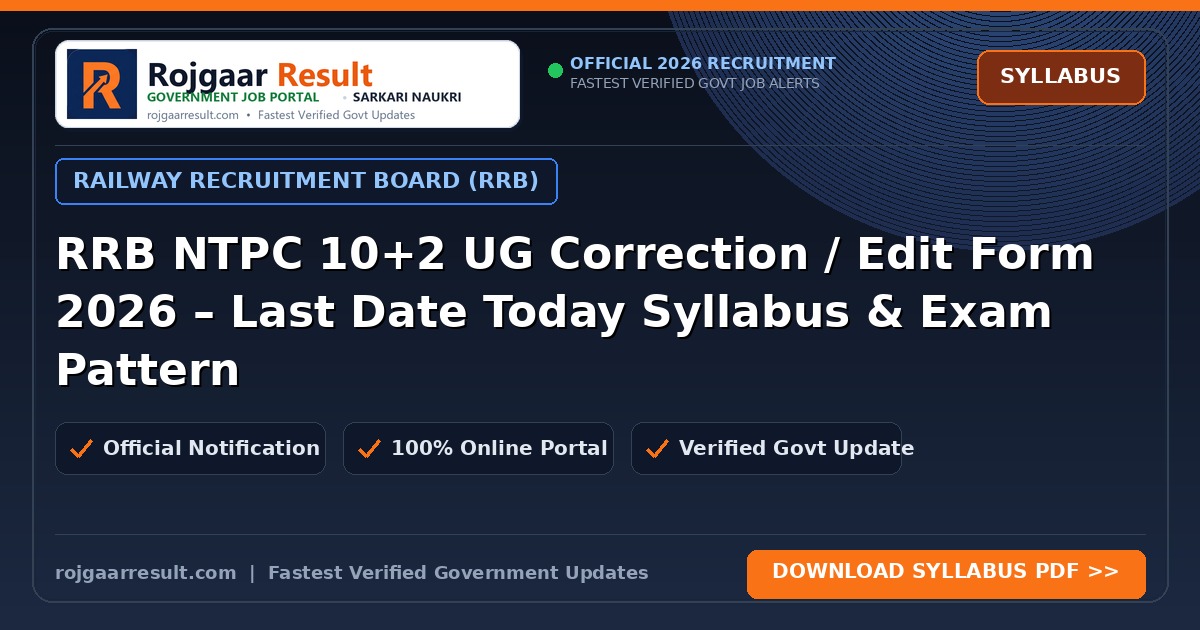 Rojgaar Result
GOVERNMENT JOB PORTAL • SARKARI NAUKRI
rojgaarresult.com • Fastest Verified Govt Updates
OFFICIAL 2026 RECRUITMENT
FASTEST VERIFIED GOVT JOB ALERTS
SYLLABUS
RAILWAY RECRUITMENT BOARD (RRB)
RRB NTPC 10+2 UG Correction / Edit Form
2026 – Last Date Today Syllabus & Exam
Pattern
Official Notification
100% Online Portal
Verified Govt Update
rojgaarresult.com | Fastest Verified Government Updates
DOWNLOAD SYLLABUS PDF >>